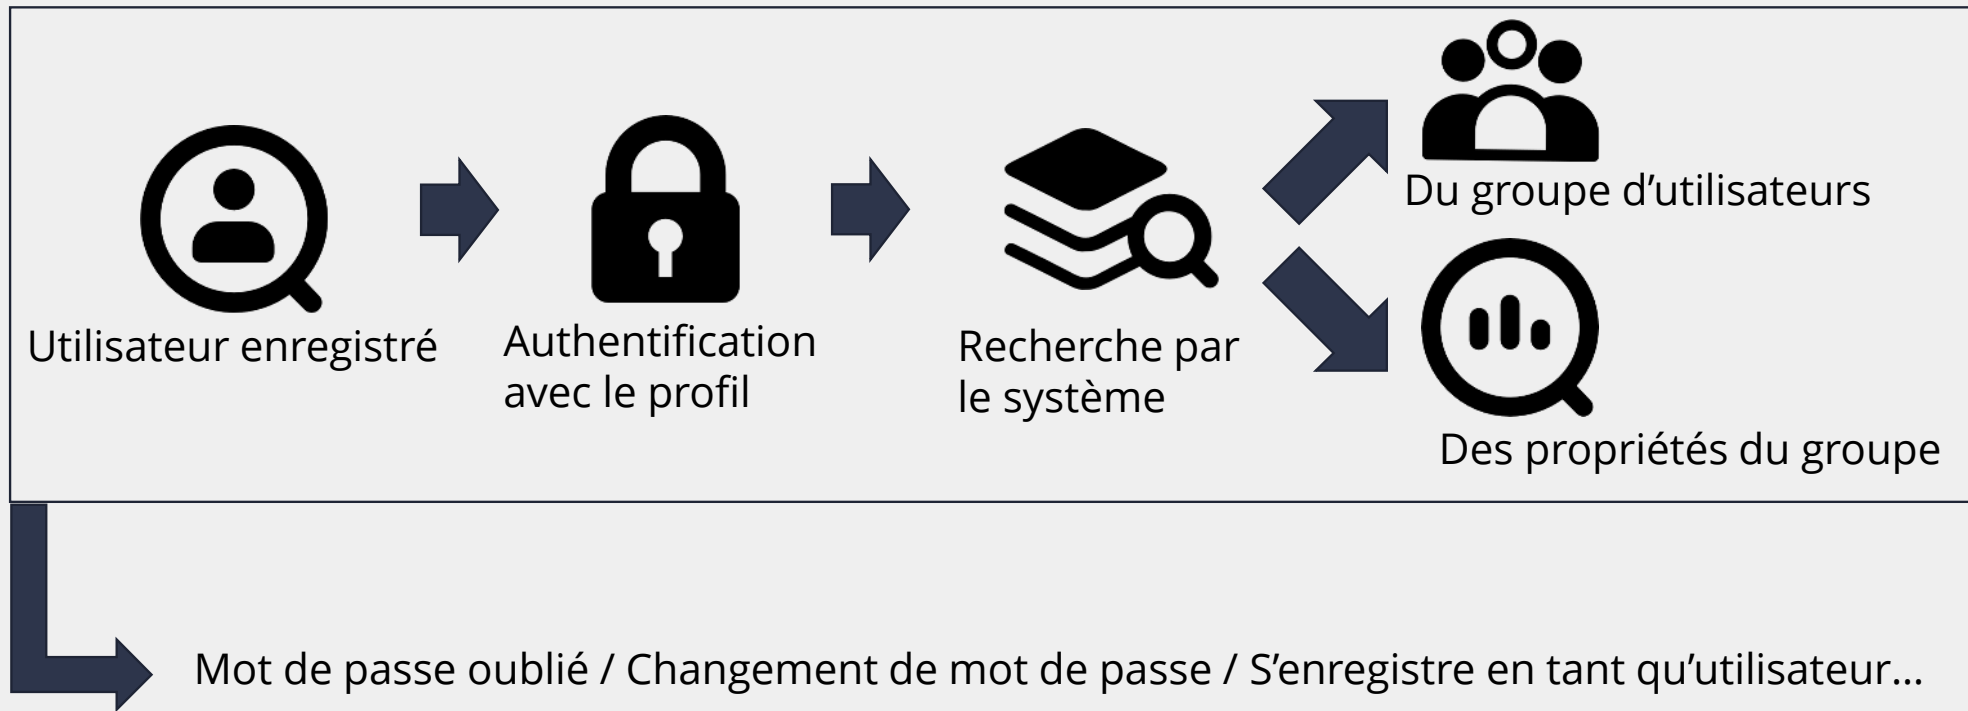 Du groupe d’utilisateurs
Utilisateur enregistré
Authentification
avec le profil
Recherche par
le système
Des propriétés du groupe
Mot de passe oublié / Changement de mot de passe / S’enregistre en tant qu’utilisateur...